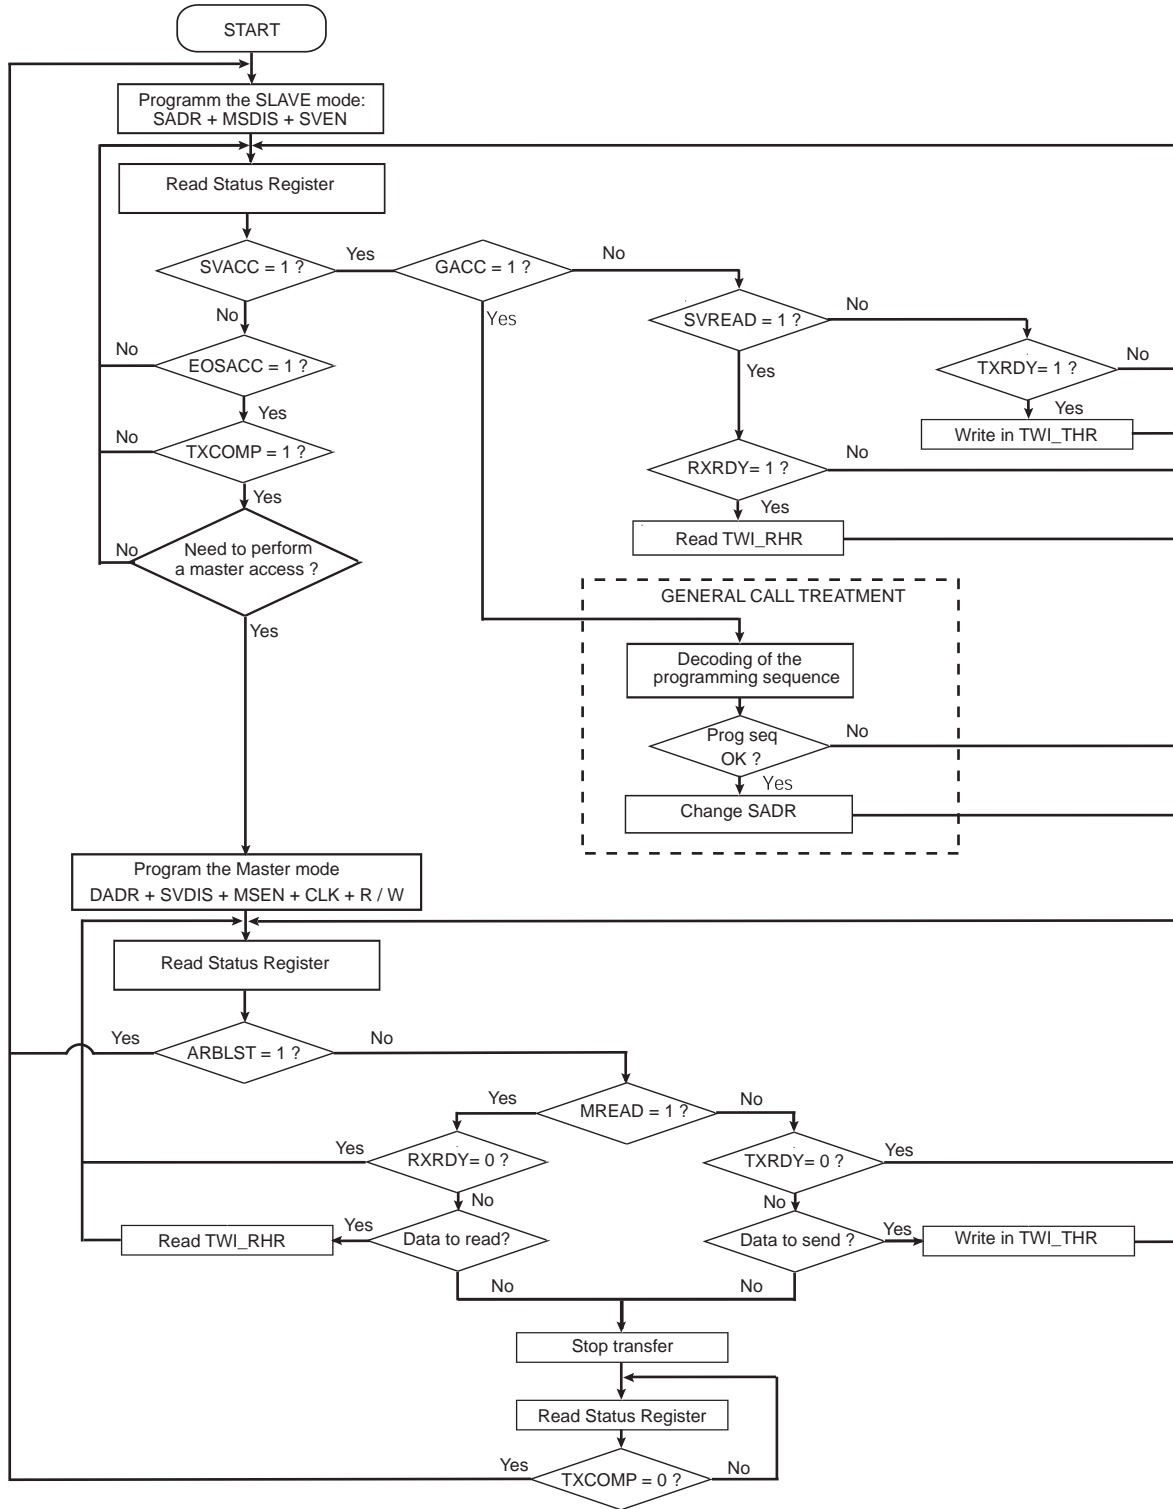 START
Programm the SLAVE mode:
SADR + MSDIS + SVEN
Read Status Register
SVACC = 1 ?
Yes
GACC = 1 ?
No
No
Yes
SVREAD = 1 ?
No
EOSACC = 1 ?
No
Yes
TXRDY= 1 ?
No
Yes
Yes
Write in TWI_THR
TXCOMP = 1 ?
No
Yes
RXRDY= 1 ?
No
Yes
Read TWI_RHR
Need to perform
a master access ?
No
Yes
GENERAL CALL TREATMENT
Decoding of the
programming sequence
Prog seq
OK ?
No
Yes
Change SADR
Program the Master mode
DADR + SVDIS + MSEN + CLK + R / W
Read Status Register
Yes
ARBLST = 1 ?
No
Yes
MREAD = 1 ?
No
Yes
RXRDY= 0 ?
TXRDY= 0 ?
Yes
No
No
Read TWI_RHR
Yes
Data to read?
Data to send ?
Yes
Write in TWI_THR
No
No
Stop transfer
Read Status Register
Yes
TXCOMP = 0 ?
No